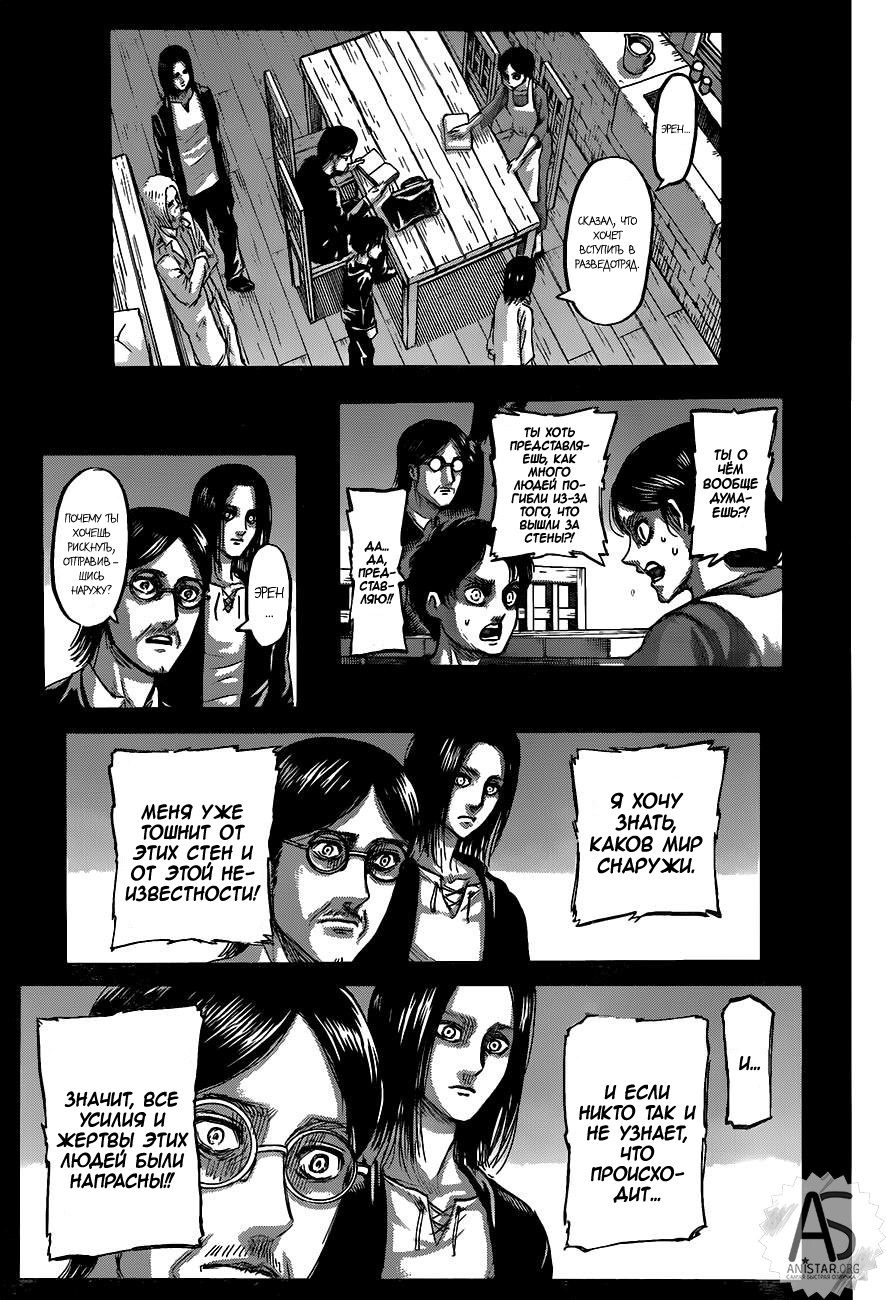 ЭРЕН...
СКАЗАЛ, ЧТО
ХОЧЕТ
ВСТУПИТЬ В
РАЗВЕДОТРЯД.
ТЫ О
ЧЁМ
ВООБЩЕ
ДУМА-
ЕШЬ?!
ТЫ ХОТЬ
ПРЕДСТАВЛЯ-
ЕШЬ, КАК
МНОГО
ЛЮДЕЙ ПО-
ГИБЛИ ИЗ-ЗА
ТОГО, ЧТО
ВЫШЛИ ЗА
СТЕНЫ?!
ДА...
ДА,
ПРЕД-
СТАВ-
ЛЯЮ!!
ЭРЕН
...
ПОЧЕМУ ТЫ
ХОЧЕШЬ
РИСКНУТЬ,
ОТПРАВИВ-
ШИСЬ
НАРУЖУ?
Я ХОЧУ
ЗНАТЬ,
КАКОВ МИР
СНАРУЖИ.
МЕНЯ УЖЕ
ТОШНИТ ОТ
ЭТИХ СТЕН И
ОТ ЭТОЙ НЕ-
ИЗВЕСТНОСТИ!
И...
И ЕСЛИ
НИКТО ТАК И
НЕ УЗНАЕТ,
ЧТО
ПРОИСХО-
ДИТ...
ЗНАЧИТ, ВСЕ
УСИЛИЯ И
ЖЕРТВЫ ЭТИХ
ЛЮДЕЙ БЫЛИ
НАПРАСНЫ!!
AS
ANISTAR.ORG
САМАЯ БЫСТРАЯ ОЗВУЧКА